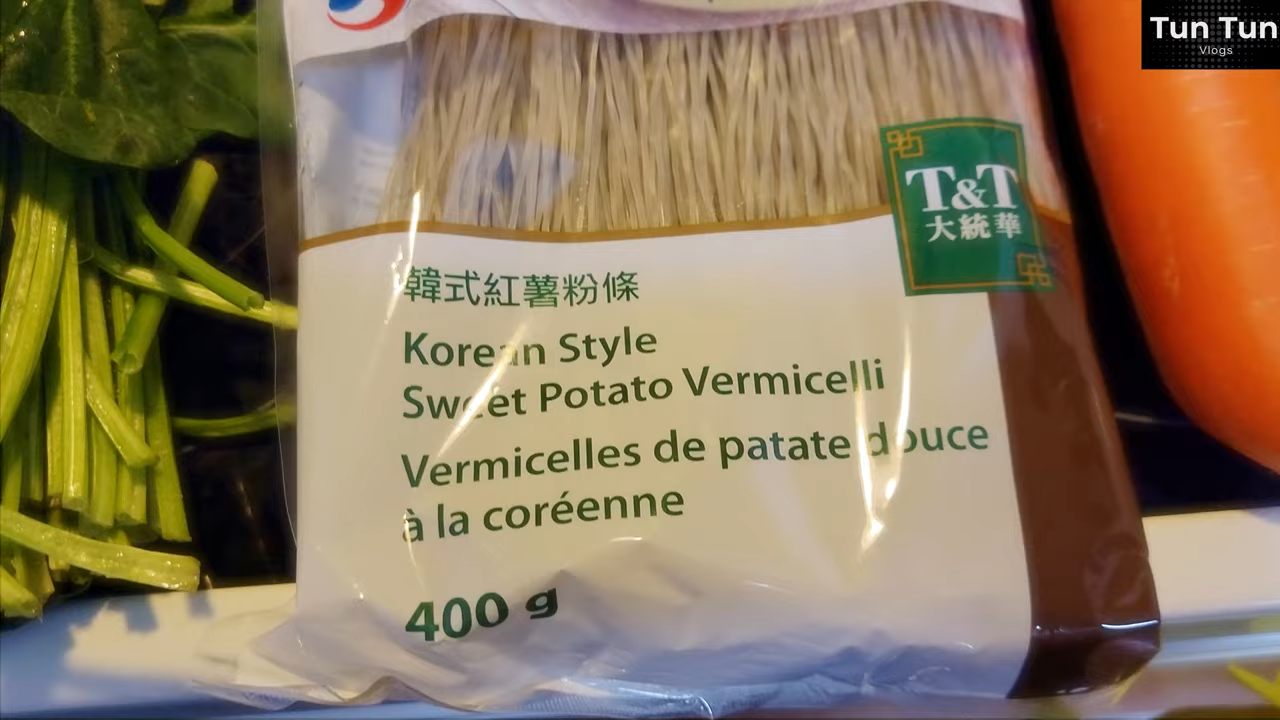 Tun Tun
Vlogs
T&T
大統華
韓式紅薯粉條
Korean Style
Sweet Potato Vermicelli
Vermicelles de patate douce
à la coréenne
400 g